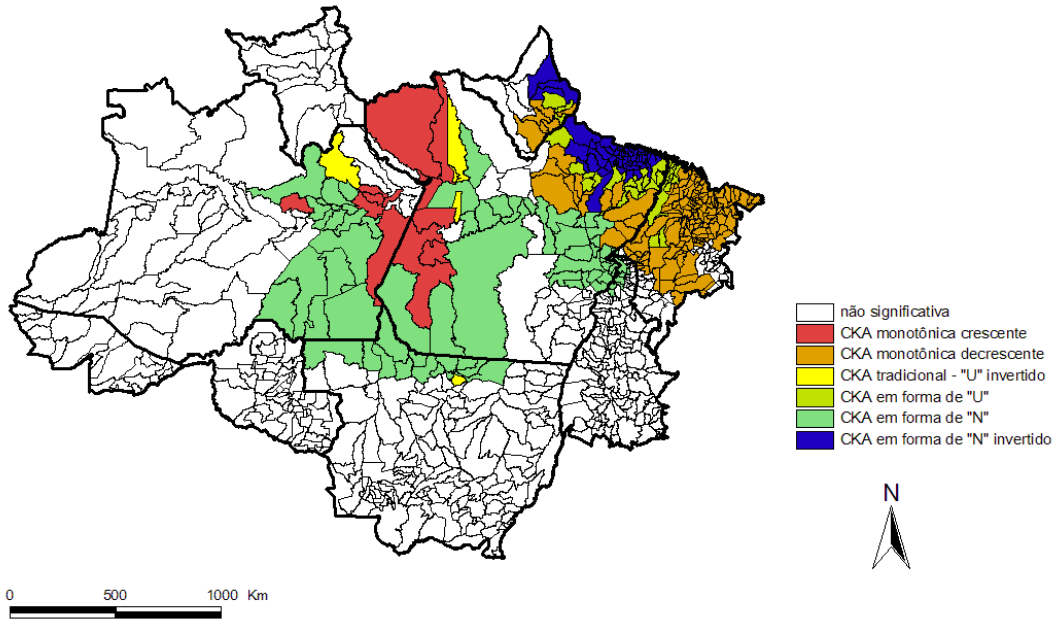 não significativa
CKA monotônica crescente
CKA monotônica decrescente
CKA tradicional - "U" invertido
CKA em forma de "U"
CKA em forma de "N"
CKA em forma de "N" invertido
N
0 500 1000 Km